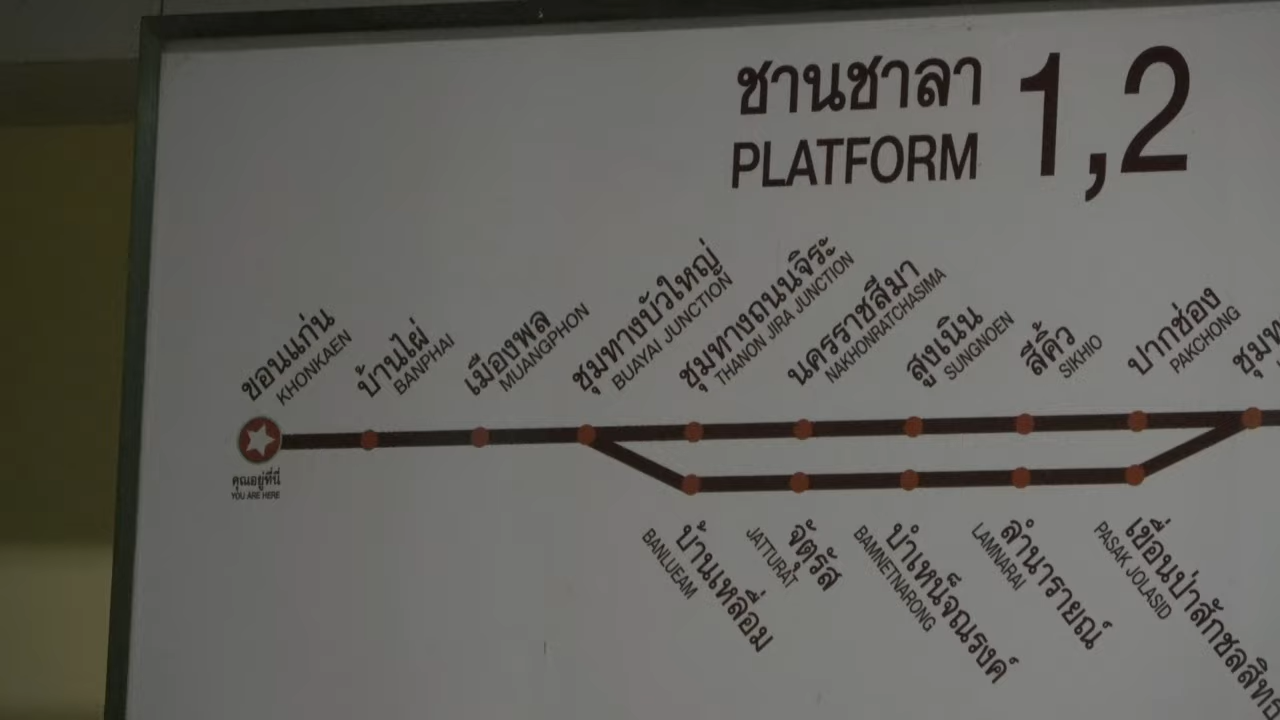 ชานชาลา
PLATFORM
1,2
ขอนแก่น
KHONKAEN
บ้านไผ่
BANPHAI
เมืองพล
MUANGPHON
ชุมทางบัวใหญ่
BUAYAI JUNCTION
ชุมทางถนนจิระ
THANON JIRA JUNCTION
นครราชสีมา
NAKHONRATCHASIMA
สูงเนิน
SUNGNOEN
สีคิ้ว
SIKHIO
ปากช่อง
PAKCHONG
คุณอยู่ที่นี่
YOU ARE HERE
บ้านเหลื่อม
BANLUEAM
จัตุรัส
JATTURAT
บำเหน็จณรงค์
BAMNETNARONG
ลำนารายณ์
LAMNARAI
เขื่อนป่าสักชลสิทธิ
PASAK JOLASID